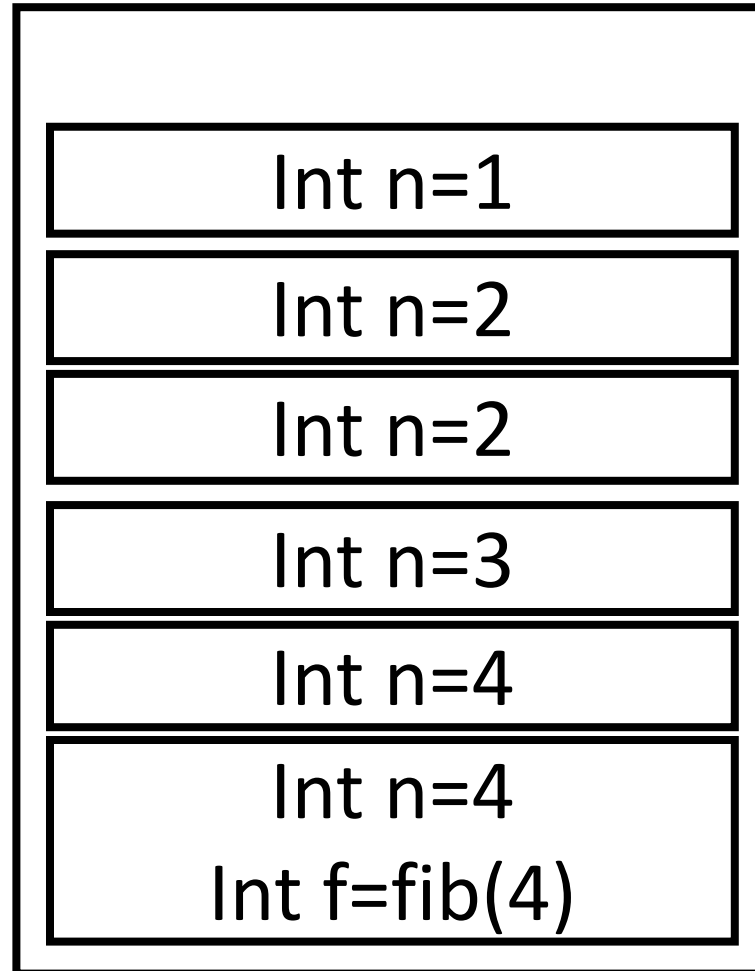 Int n=1
Int n=2
Int n=2
Int n=3
Int n=4
Int n=4
Int f=fib(4)